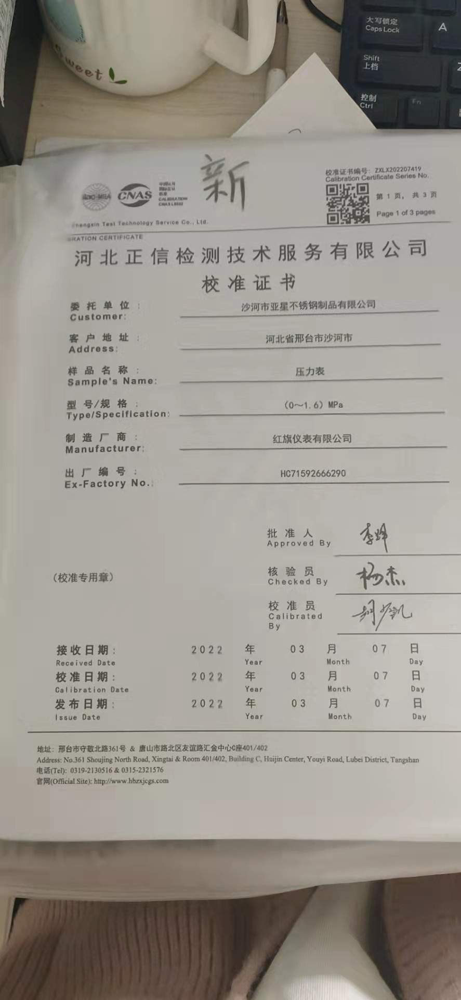 大写锁定
Caps Lock
A
Shift
上档
Z
控制
Ctrl
Fn
sweet
新
ilac-MRA
CNAS
CALIBRATION
校准证书编号: ZXLX202207419
Calibration Certificate Series No.
第 1 页, 共 3 页
Page 1 of 3 pages
Zhengxin Test Technology Service Co., Ltd.
BRATION CERTIFICATE
河北正信检测技术服务有限公司
校准证书
委托单位: 沙河市亚星不锈钢制品有限公司
Customer:
客户地址: 河北省邢台市沙河市
Address:
样品名称: 压力表
Sample's Name:
型号/规格: (0~1.6) MPa
Type/Specification:
制造厂商: 红旗仪表有限公司
Manufacturer:
出厂编号: HC71592666290
Ex-Factory No.:
批准人
Approved By
(校准专用章)
核验员 杨杰
Checked By
校准员
Calibrated
By
接收日期: 2022 年 03 月 07 日
Received Date Year Month Day
校准日期: 2022 年 03 月 07 日
Calibration Date Year Month Day
发布日期: 2022 年 03 月 07 日
Issue Date Year Month Day
地址: 邢台市守敬北路361号 & 唐山市路北区友谊路汇金中心C座401/402
Address: No.361 Shoujing North Road, Xingtai & Room 401/402, Building C, Huijin Center, Youyi Road, Lubei District, Tangshan
电话(Tel): 0319-2130516 & 0315-2321576
官网(Official Site): http://www.hbzxjcgs.com